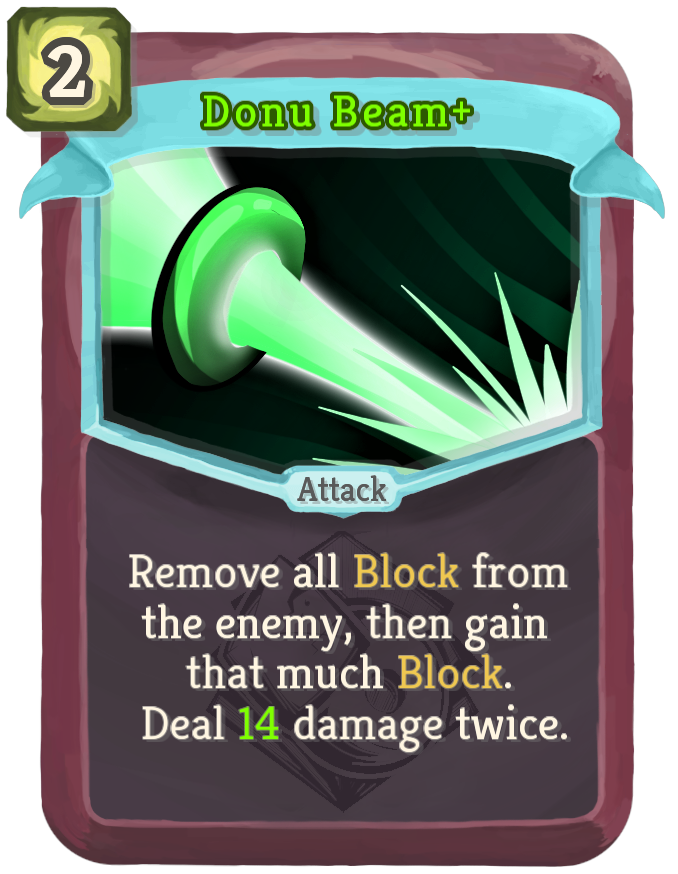 2
Donu Beam+
Attack
Remove all Block from
the enemy, then gain
that much Block.
Deal 14 damage twice.